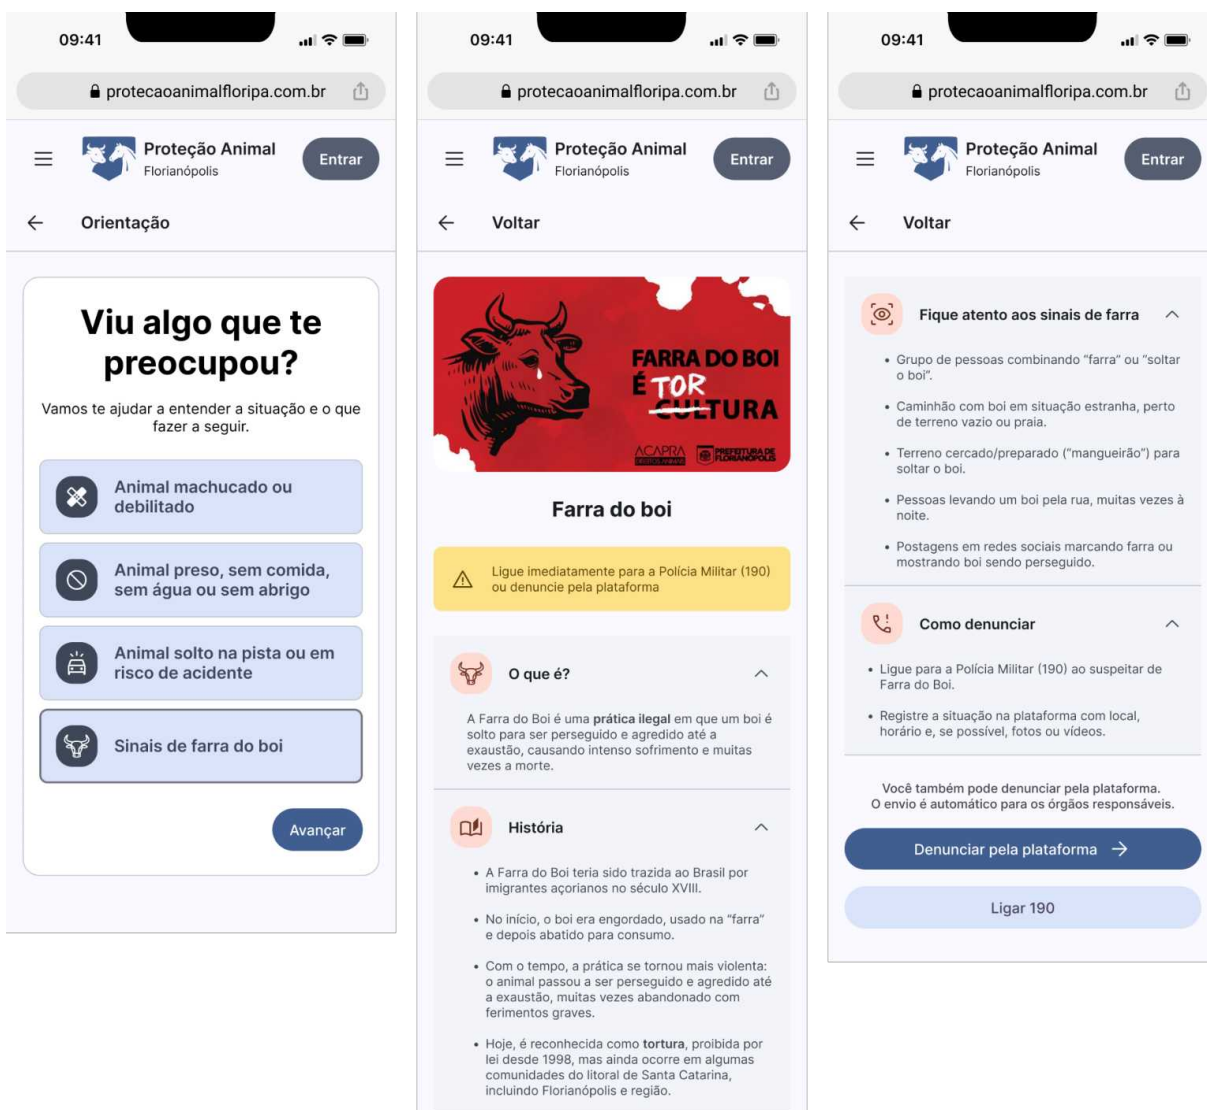 09:41
protecaoanimalfloripa.com.br
Proteção Animal
Florianópolis
Entrar
Orientação
Viu algo que te
preocupou?
Vamos te ajudar a entender a situação e o que
fazer a seguir.
Animal machucado ou
debilitado
Animal preso, sem comida,
sem água ou sem abrigo
Animal solto na pista ou em
risco de acidente
Sinais de farra do boi
Avançar
09:41
protecaoanimalfloripa.com.br
Proteção Animal
Florianópolis
Entrar
Voltar
FARRA DO BOI
É TOR
CULTURA
ACAPRA
DIREITOS ANIMAIS
PREFEITURA DE
FLORIANÓPOLIS
Farra do boi
Ligue imediatamente para a Polícia Militar (190)
ou denuncie pela plataforma
O que é?
A Farra do Boi é uma prática ilegal em que um boi é
solto para ser perseguido e agredido até a
exaustão, causando intenso sofrimento e muitas
vezes a morte.
História
• A Farra do Boi teria sido trazida ao Brasil por
imigrantes açorianos no século XVIII.
• No início, o boi era engordado, usado na “farra”
e depois abatido para consumo.
• Com o tempo, a prática se tornou mais violenta:
o animal passou a ser perseguido e agredido até
a exaustão, muitas vezes abandonado com
ferimentos graves.
• Hoje, é reconhecida como tortura, proibida por
lei desde 1998, mas ainda ocorre em algumas
comunidades do litoral de Santa Catarina,
incluindo Florianópolis e região.
09:41
protecaoanimalfloripa.com.br
Proteção Animal
Florianópolis
Entrar
Voltar
Fique atento aos sinais de farra
• Grupo de pessoas combinando “farra” ou “soltar
o boi”.
• Caminhão com boi em situação estranha, perto
de terreno vazio ou praia.
• Terreno cercado/preparado (“mangueirão”) para
soltar o boi.
• Pessoas levando um boi pela rua, muitas vezes à
noite.
• Postagens em redes sociais marcando farra ou
mostrando boi sendo perseguido.
Como denunciar
• Ligue para a Polícia Militar (190) ao suspeitar de
Farra do Boi.
• Registre a situação na plataforma com local,
horário e, se possível, fotos ou vídeos.
Você também pode denunciar pela plataforma.
O envio é automático para os órgãos responsáveis.
Denunciar pela plataforma
Ligar 190